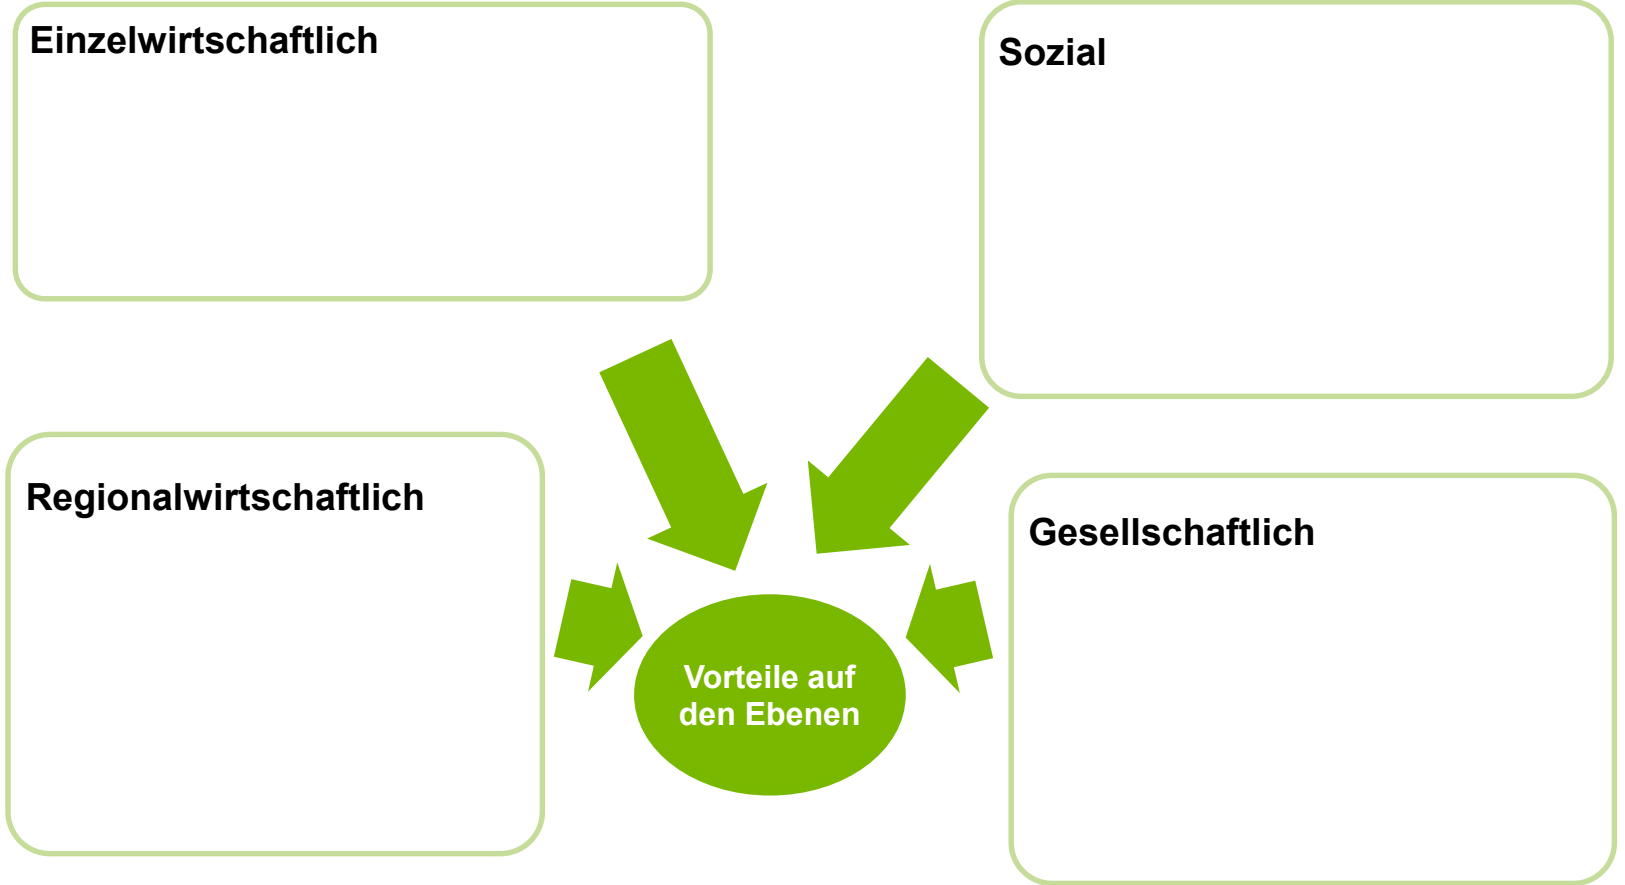 Einzelwirtschaftlich
Sozial
Regionalwirtschaftlich
Gesellschaftlich
Vorteile auf
den Ebenen